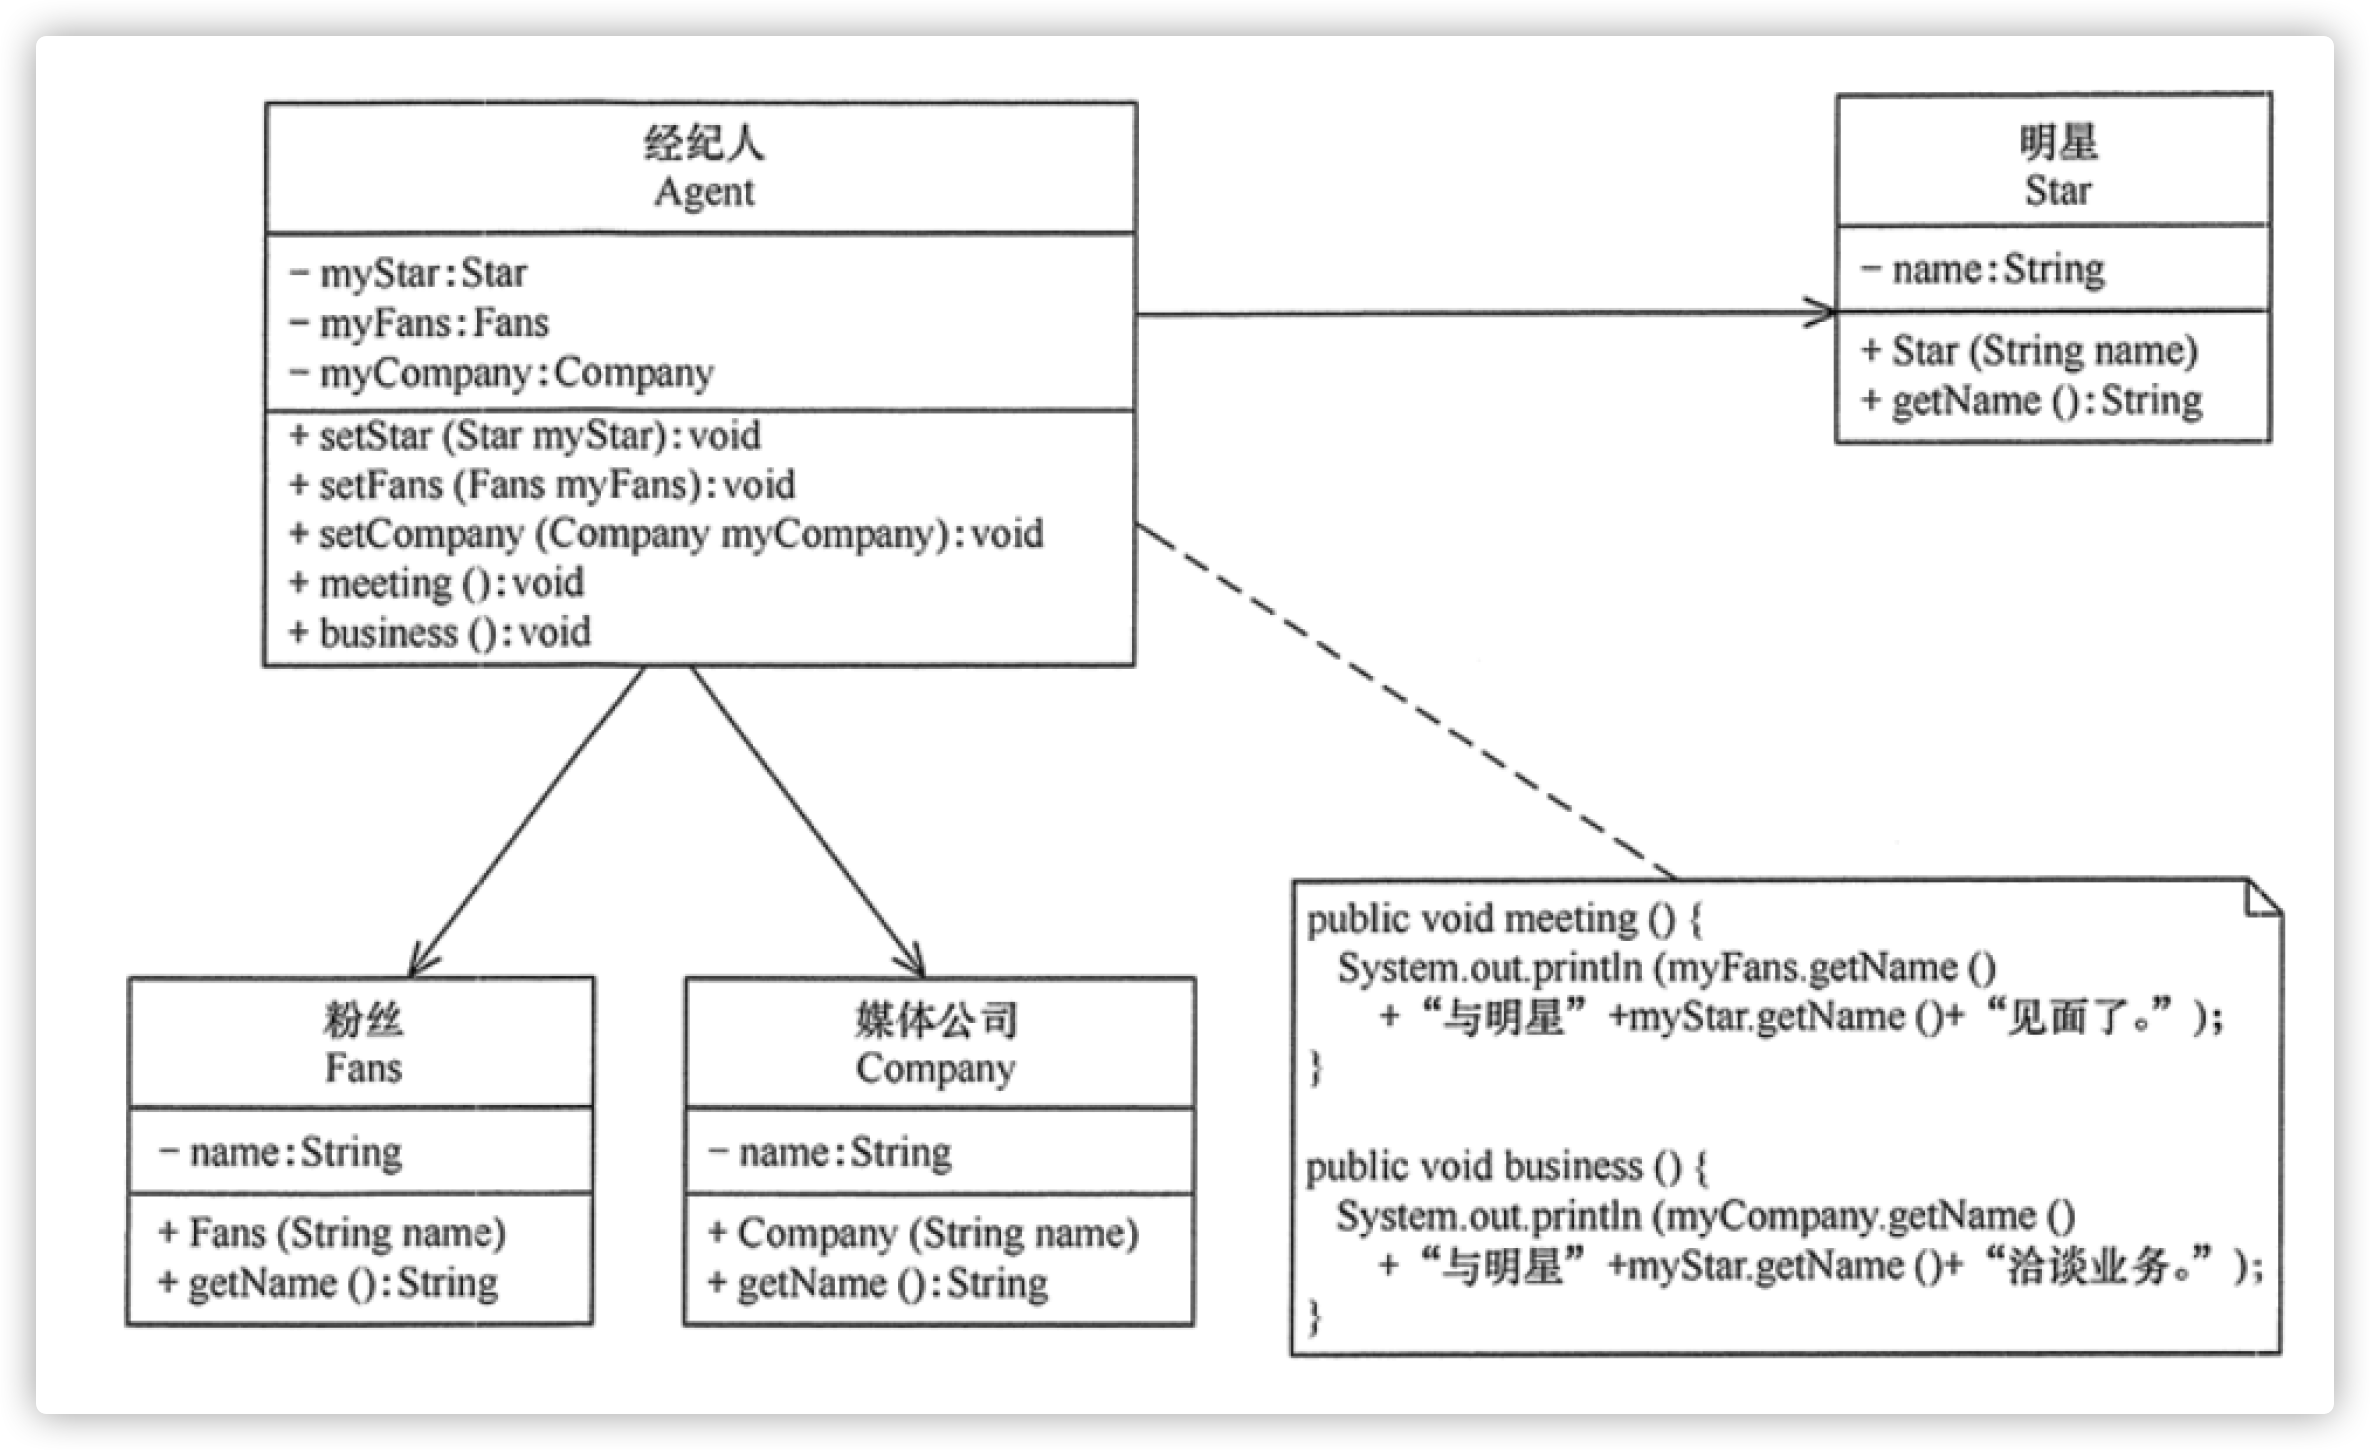 经纪人
Agent
- myStar:Star
- myFans:Fans
- myCompany:Company
+ setStar (Star myStar):void
+ setFans (Fans myFans):void
+ setCompany (Company myCompany):void
+ meeting ():void
+ business ():void
明星
Star
- name:String
+ Star (String name)
+ getName ():String
粉丝
Fans
- name:String
+ Fans (String name)
+ getName ():String
媒体公司
Company
- name:String
+ Company (String name)
+ getName ():String
public void meeting () {
System.out.println (myFans.getName ()
+ “与明星” +myStar.getName ()+ “见面了。” );
}
public void business () {
System.out.println (myCompany.getName ()
+ “与明星” +myStar.getName ()+ “洽谈业务。” );
}